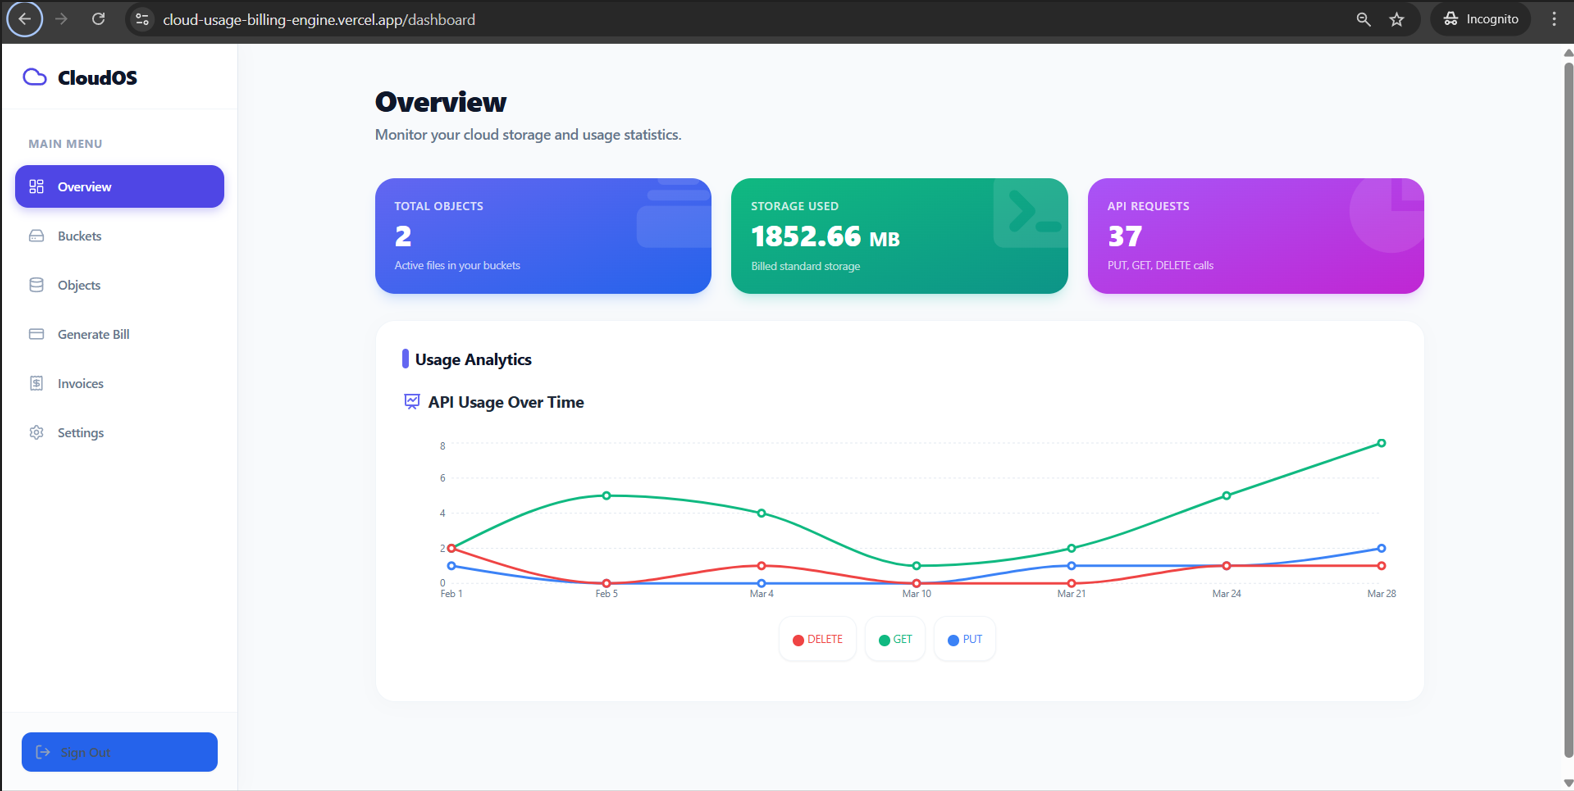 cloud-usage-billing-engine.vercel.app/dashboard
Incognito
CloudOS
MAIN MENU
Overview
Buckets
Objects
Generate Bill
Invoices
Settings
Sign Out
Overview
Monitor your cloud storage and usage statistics.
TOTAL OBJECTS
2
Active files in your buckets
STORAGE USED
1852.66 MB
Billed standard storage
API REQUESTS
37
PUT, GET, DELETE calls
Usage Analytics
API Usage Over Time
8
6
4
2
0
Feb 1 Feb 5 Mar 4 Mar 10 Mar 21 Mar 24 Mar 28
DELETE GET PUT